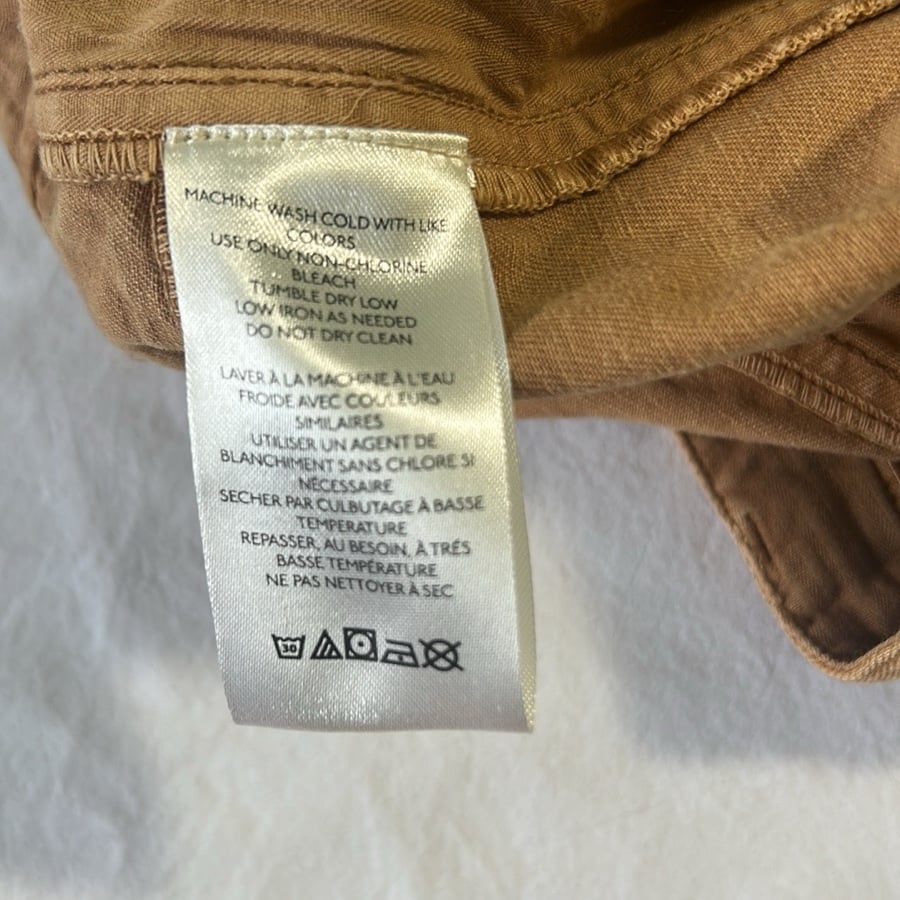 MACHINE WASH COLD WITH LIKE
COLORS
USE ONLY NON-CHLORINE
BLEACH
TUMBLE DRY LOW
LOW IRON AS NEEDED
DO NOT DRY CLEAN
LAVER À LA MACHINE À L'EAU
FROIDE AVEC COULEURS
SIMILAIRES
UTILISER UN AGENT DE
BLANCHIMENT SANS CHLORE SI
NÉCESSAIRE
SECHER PAR CULBUTAGE À BASSE
TEMPERATURE
REPASSER, AU BESOIN, À TRÉS
BASSE TEMPÉRATURE
NE PAS NETTOYER À SEC
30